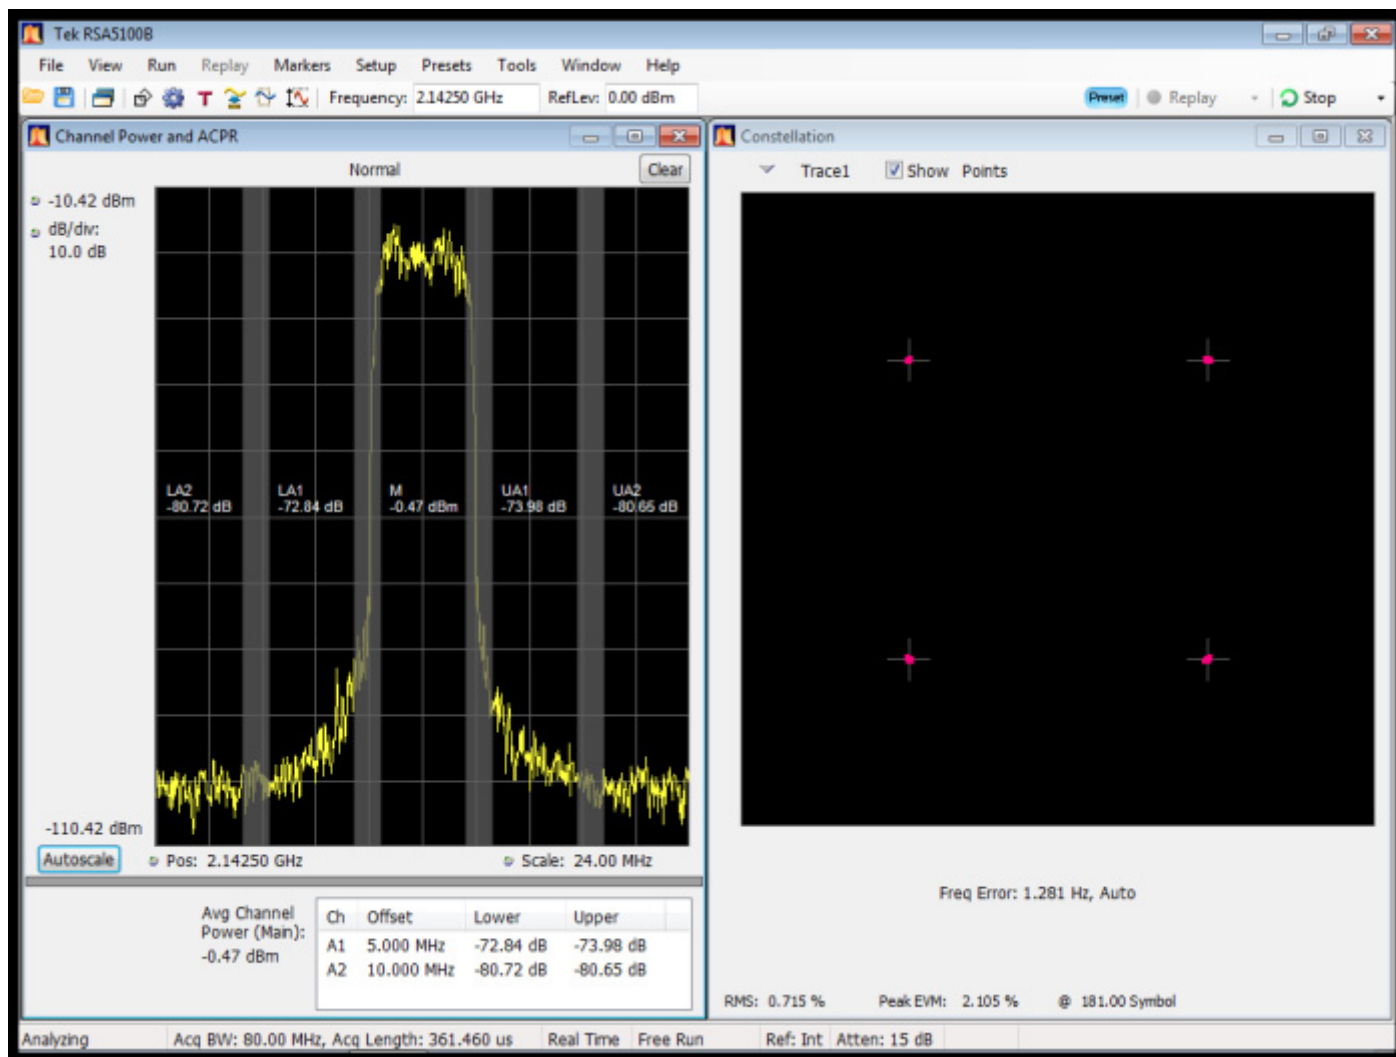 Tek RSA5100B
File View Run Replay Markers Setup Presets Tools Window Help
Frequency: 2.14250 GHz RefLev: 0.00 dBm Preset Replay Stop
Channel Power and ACPR
Normal Clear
-10.42 dBm
dB/div:
10.0 dB
LA2 LA1 M UA1 UA2
-80.72 dB -72.84 dB -0.47 dBm -73.98 dB -80.65 dB
-110.42 dBm
Autoscale Pos: 2.14250 GHz Scale: 24.00 MHz
Avg Channel
Power (Main):
-0.47 dBm
Ch Offset Lower Upper
A1 5.000 MHz -72.84 dB -73.98 dB
A2 10.000 MHz -80.72 dB -80.65 dB
Constellation
Trace1 Show Points
Freq Error: 1.281 Hz, Auto
RMS: 0.715 % Peak EVM: 2.105 % @ 181.00 Symbol
Analyzing Acq BW: 80.00 MHz, Acq Length: 361.460 us Real Time Free Run Ref: Int Atten: 15 dB